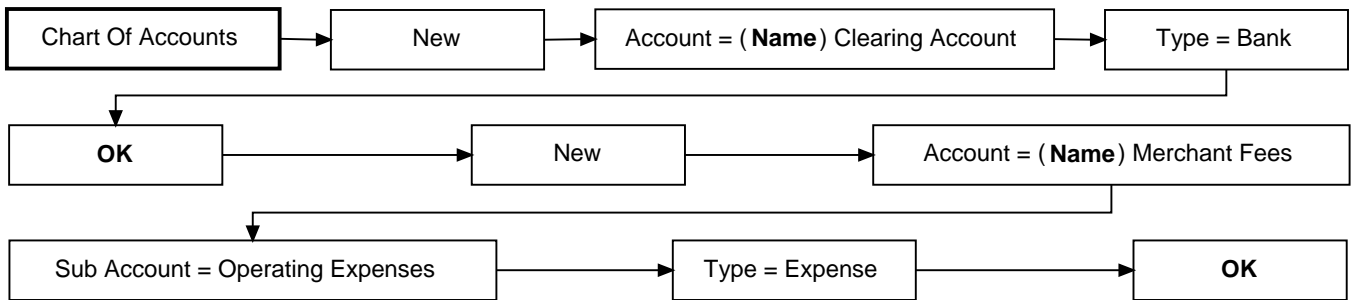 Chart Of Accounts
New
Account = (Name) Clearing Account
Type = Bank
OK
New
Account = (Name) Merchant Fees
Sub Account = Operating Expenses
Type = Expense
OK